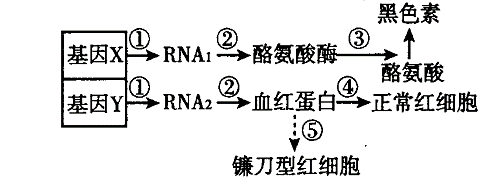 黑色素
基因X ① RNA₁ ② 酪氨酸酶 ③ 酪氨酸
基因Y ① RNA₂ ② 血红蛋白 ④ 正常红细胞
⑤
镰刀型红细胞